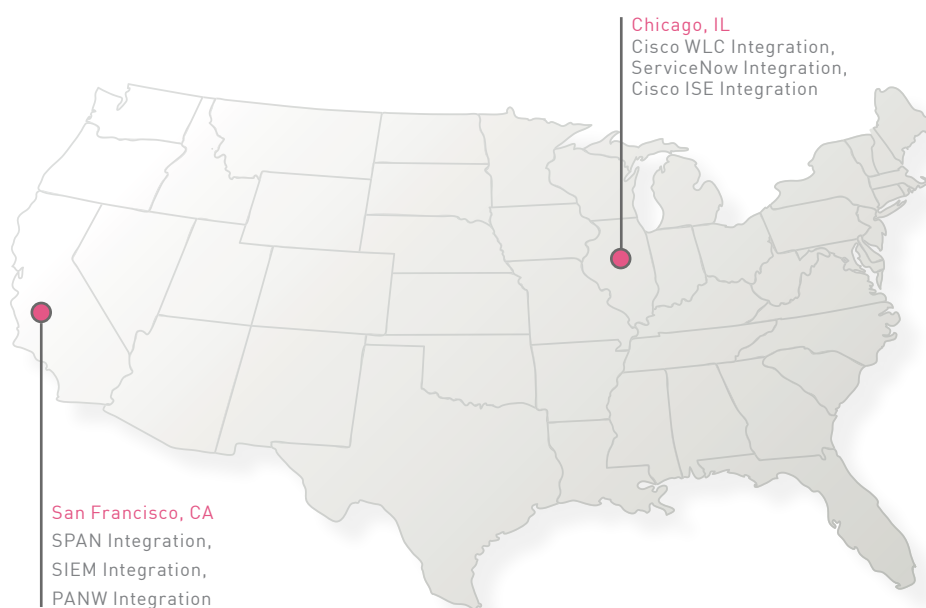 Chicago, IL
Cisco WLC Integration,
ServiceNow Integration,
Cisco ISE Integration
San Francisco, CA
SPAN Integration,
SIEM Integration,
PANW Integration